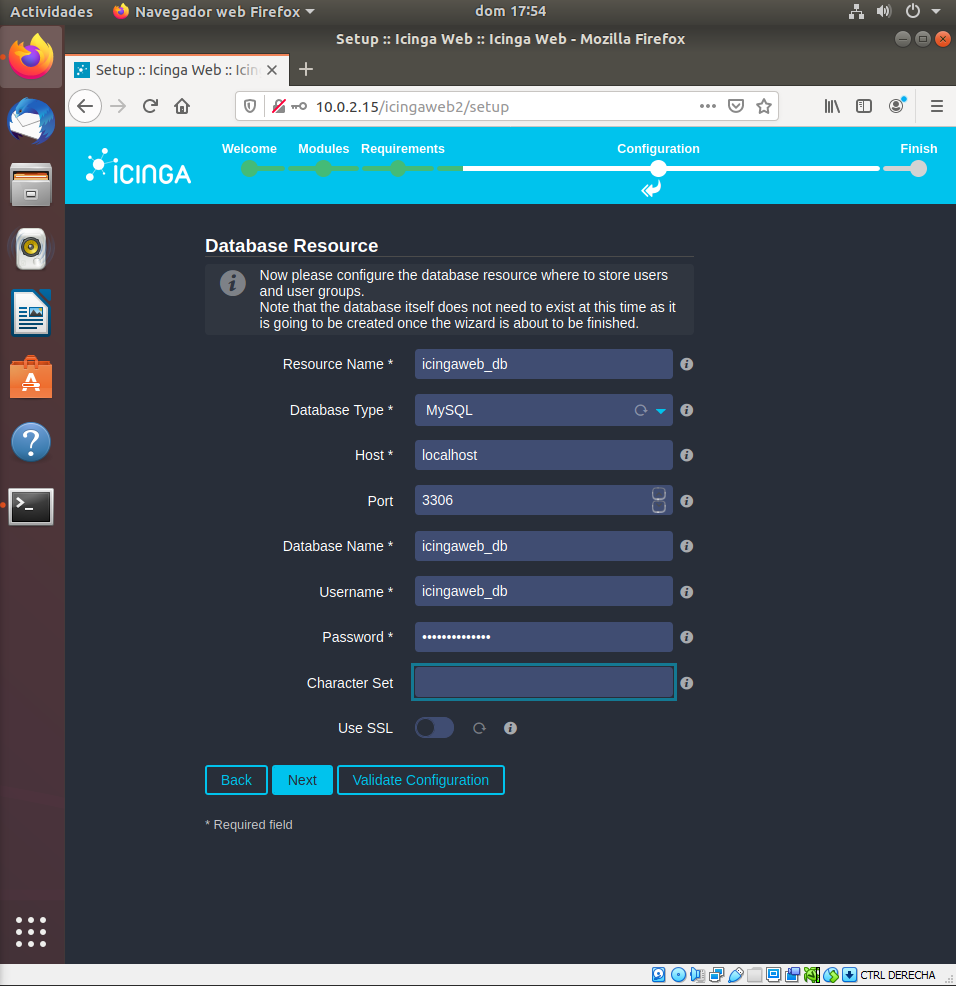 Actividades
Navegador web Firefox
dom 17:54
Setup :: Icinga Web :: Icinga Web - Mozilla Firefox
Setup :: Icinga Web :: Icin
10.0.2.15/icingaweb2/setup
icinga
Welcome
Modules
Requirements
Configuration
Finish
Database Resource
Now please configure the database resource where to store users
and user groups.
Note that the database itself does not need to exist at this time as it
is going to be created once the wizard is about to be finished.
Resource Name * icingaweb_db
Database Type * MySQL
Host * localhost
Port 3306
Database Name * icingaweb_db
Username * icingaweb_db
Password * ••••••••••••••
Character Set
Use SSL
Back
Next
Validate Configuration
* Required field
CTRL DERECHA